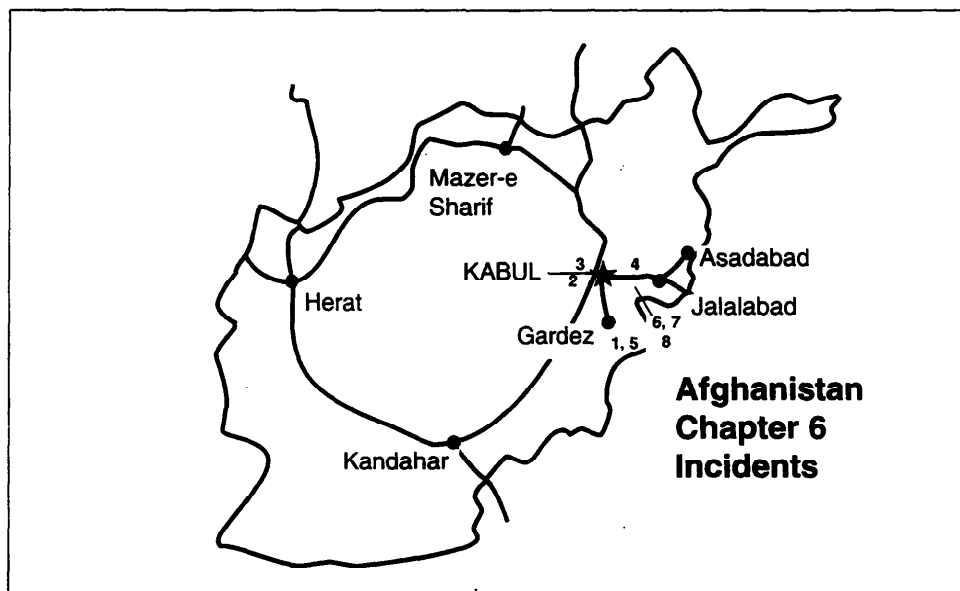 Mazer-e
Sharif
KABUL
3
2
4
Asadabad
Herat
Jalalabad
6, 7
Gardez
1, 5
8
Afghanistan
Chapter 6
Incidents
Kandahar